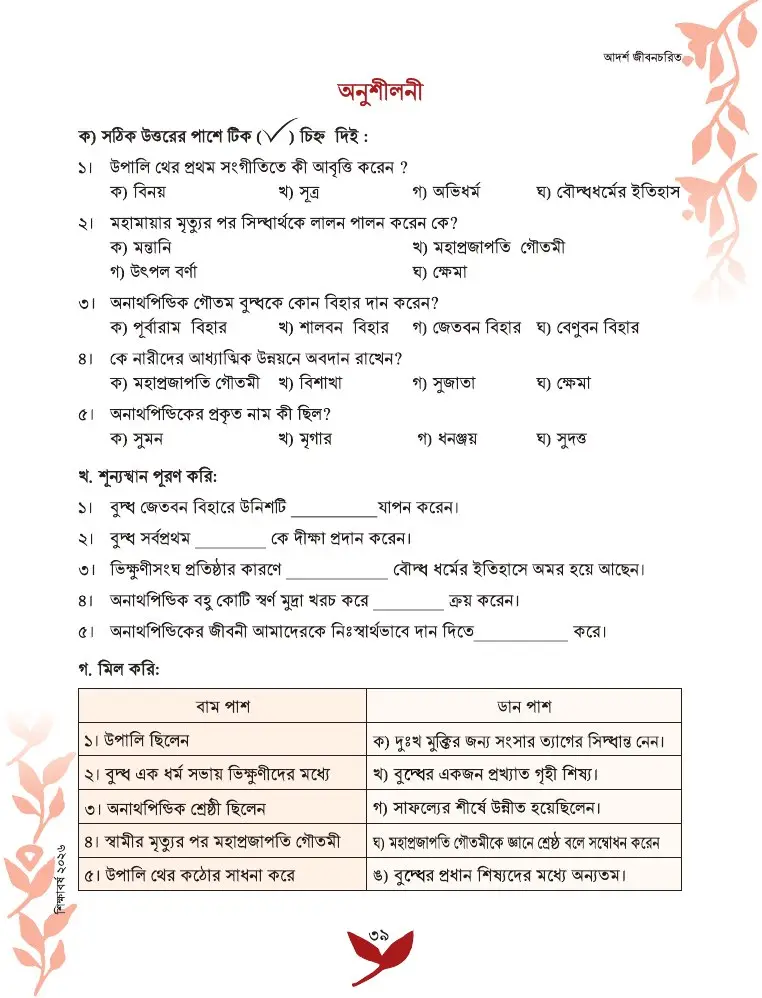 আদর্শ জীবনচরিত
অনুশীলনী
ক) সঠিক উত্তরের পাশে টিক (✓) চিহ্ন দিই :
১। উপালি থের প্রথম সংগীতিতে কী আবৃত্তি করেন ?
ক) বিনয় খ) সূত্র গ) অভিধর্ম ঘ) বৌদ্ধধর্মের ইতিহাস
২। মহামায়ার মৃত্যুর পর সিদ্ধার্থকে লালন পালন করেন কে?
ক) মন্তানি খ) মহাপ্রজাপতি গৌতমী
গ) উৎপল বর্ণা ঘ) ক্ষেমা
৩। অনাথপিন্ডিক গৌতম বুদ্ধকে কোন বিহার দান করেন?
ক) পূর্বারাম বিহার খ) শালবন বিহার গ) জেতবন বিহার ঘ) বেণুবন বিহার
৪। কে নারীদের আধ্যাত্মিক উন্নয়নে অবদান রাখেন?
ক) মহাপ্রজাপতি গৌতমী খ) বিশাখা গ) সুজাতা ঘ) ক্ষেমা
৫। অনাথপিন্ডিকের প্রকৃত নাম কী ছিল?
ক) সুমন খ) মৃগার গ) ধনঞ্জয় ঘ) সুদত্ত
খ. শূন্যস্থান পূরণ করি:
১। বুদ্ধ জেতবন বিহারে উনিশটি __________যাপন করেন।
২। বুদ্ধ সর্বপ্রথম ________ কে দীক্ষা প্রদান করেন।
৩। ভিক্ষুণীসংঘ প্রতিষ্ঠার কারণে ____________ বৌদ্ধ ধর্মের ইতিহাসে অমর হয়ে আছেন।
৪। অনাথপিন্ডিক বহু কোটি স্বর্ণ মুদ্রা খরচ করে ________ ক্রয় করেন।
৫। অনাথপিন্ডিকের জীবনী আমাদেরকে নিঃস্বার্থভাবে দান দিতে___________ করে।
গ. মিল করি:
বাম পাশ ডান পাশ
১। উপালি ছিলেন ক) দুঃখ মুক্তির জন্য সংসার ত্যাগের সিদ্ধান্ত নেন।
২। বুদ্ধ এক ধর্ম সভায় ভিক্ষুণীদের মধ্যে খ) বুদ্ধের একজন প্রখ্যাত গৃহী শিষ্য।
৩। অনাথপিন্ডিক শ্রেষ্ঠী ছিলেন গ) সাফল্যের শীর্ষে উন্নীত হয়েছিলেন।
৪। স্বামীর মৃত্যুর পর মহাপ্রজাপতি গৌতমী ঘ) মহাপ্রজাপতি গৌতমীকে জ্ঞানে শ্রেষ্ঠ বলে সম্বোধন করেন
৫। উপালি থের কঠোর সাধনা করে ঙ) বুদ্ধের প্রধান শিষ্যদের মধ্যে অন্যতম।
শিক্ষাবর্ষ ২০২৬
৩৯